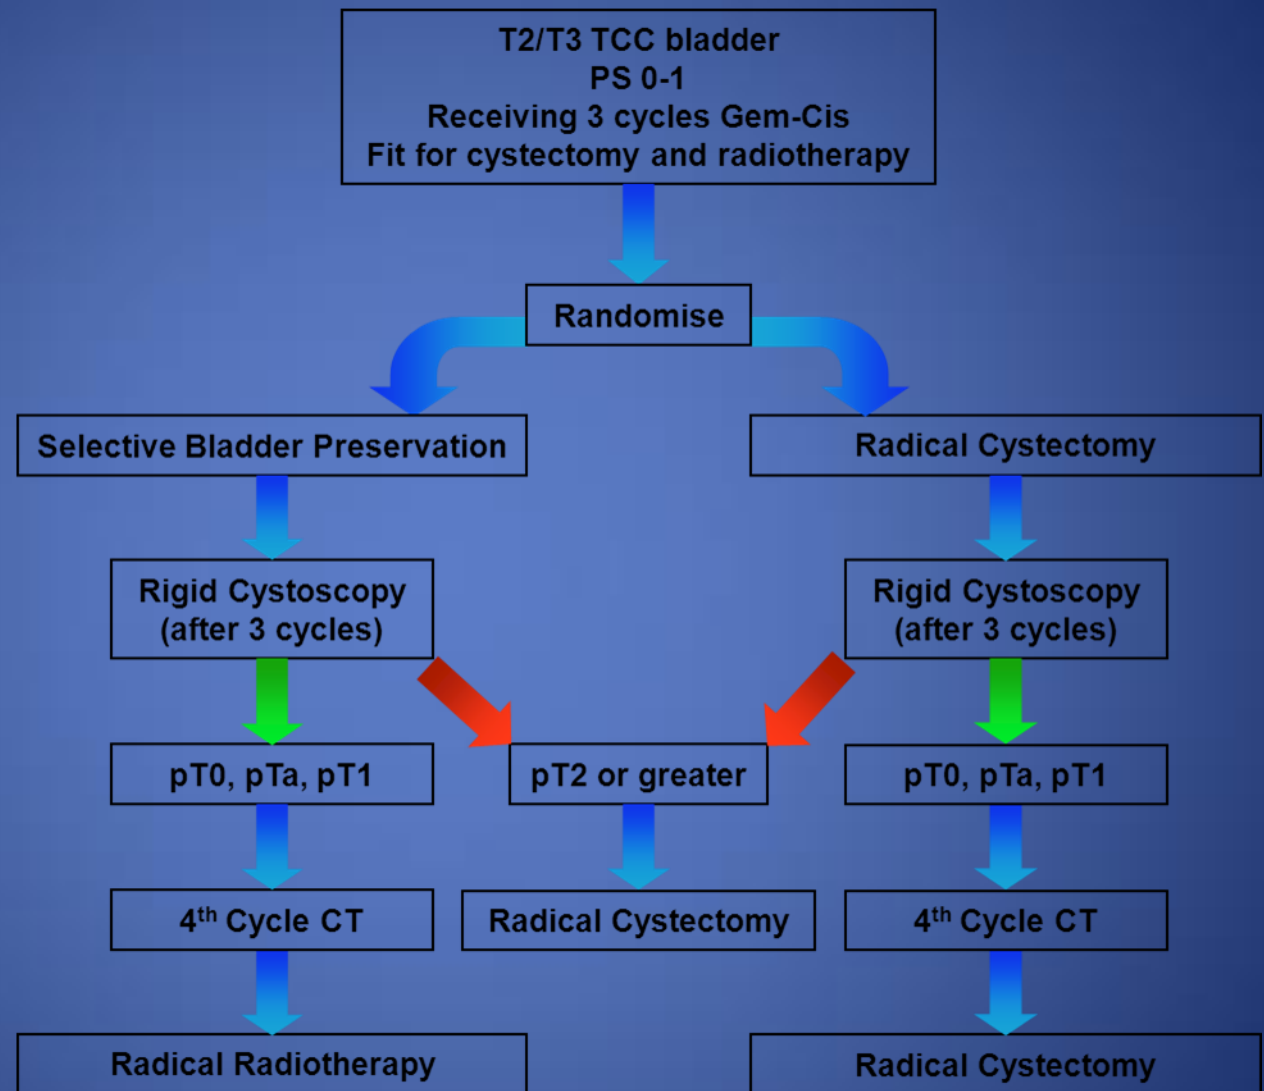 T2/T3 TCC bladder
PS 0-1
Receiving 3 cycles Gem-Cis
Fit for cystectomy and radiotherapy
Randomise
Selective Bladder Preservation
Radical Cystectomy
Rigid Cystoscopy
(after 3 cycles)
Rigid Cystoscopy
(after 3 cycles)
pT0, pTa, pT1
pT2 or greater
pT0, pTa, pT1
4th Cycle CT
Radical Cystectomy
4th Cycle CT
Radical Radiotherapy
Radical Cystectomy